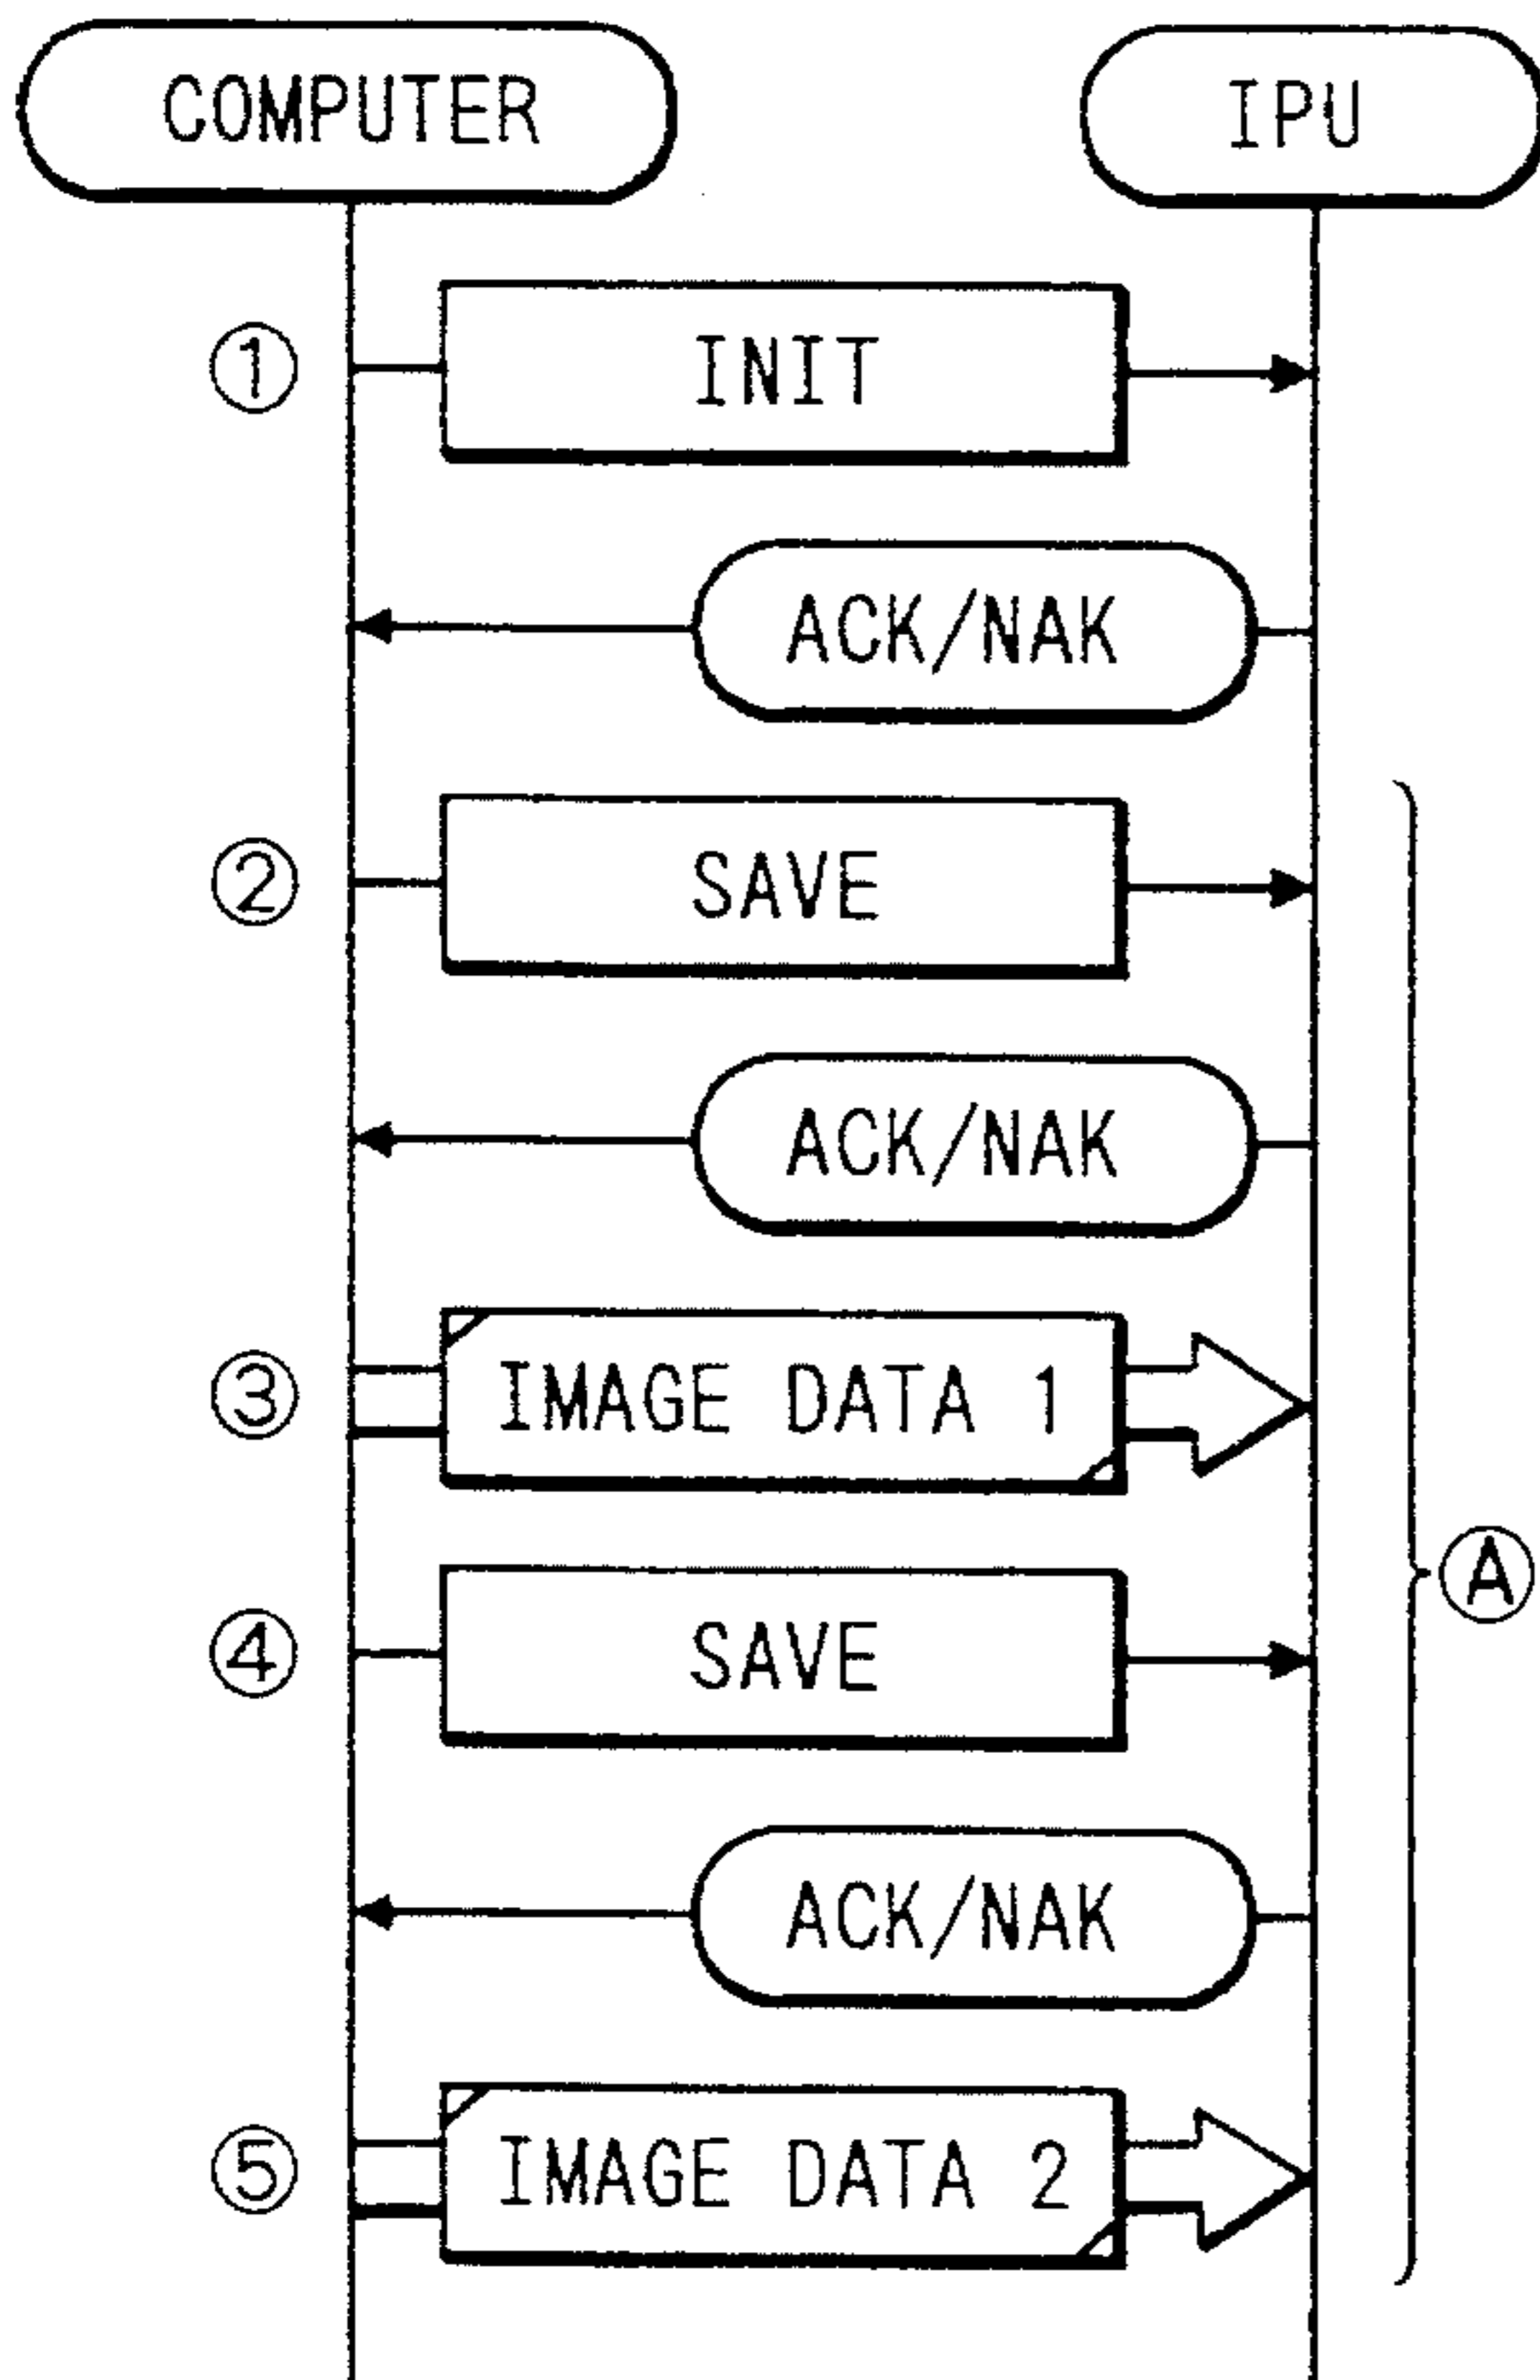 COMPUTER IPU
① INIT
ACK/NAK
② SAVE
ACK/NAK
③ IMAGE DATA 1
Ⓐ
④ SAVE
ACK/NAK
⑤ IMAGE DATA 2